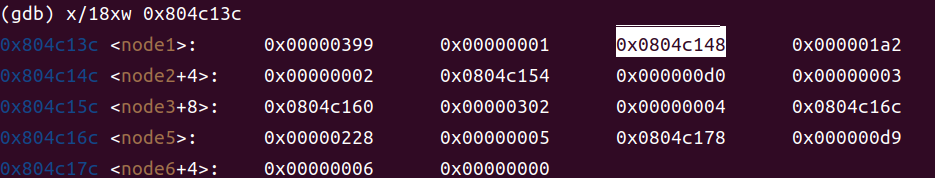 (gdb) x/18xw 0x804c13c
0x804c13c <node1>: 0x00000399 0x00000001 0x0804c148 0x000001a2
0x804c14c <node2+4>: 0x00000002 0x0804c154 0x000000d0 0x00000003
0x804c15c <node3+8>: 0x0804c160 0x00000302 0x00000004 0x0804c16c
0x804c16c <node5>: 0x00000228 0x00000005 0x0804c178 0x000000d9
0x804c17c <node6+4>: 0x00000006 0x00000000